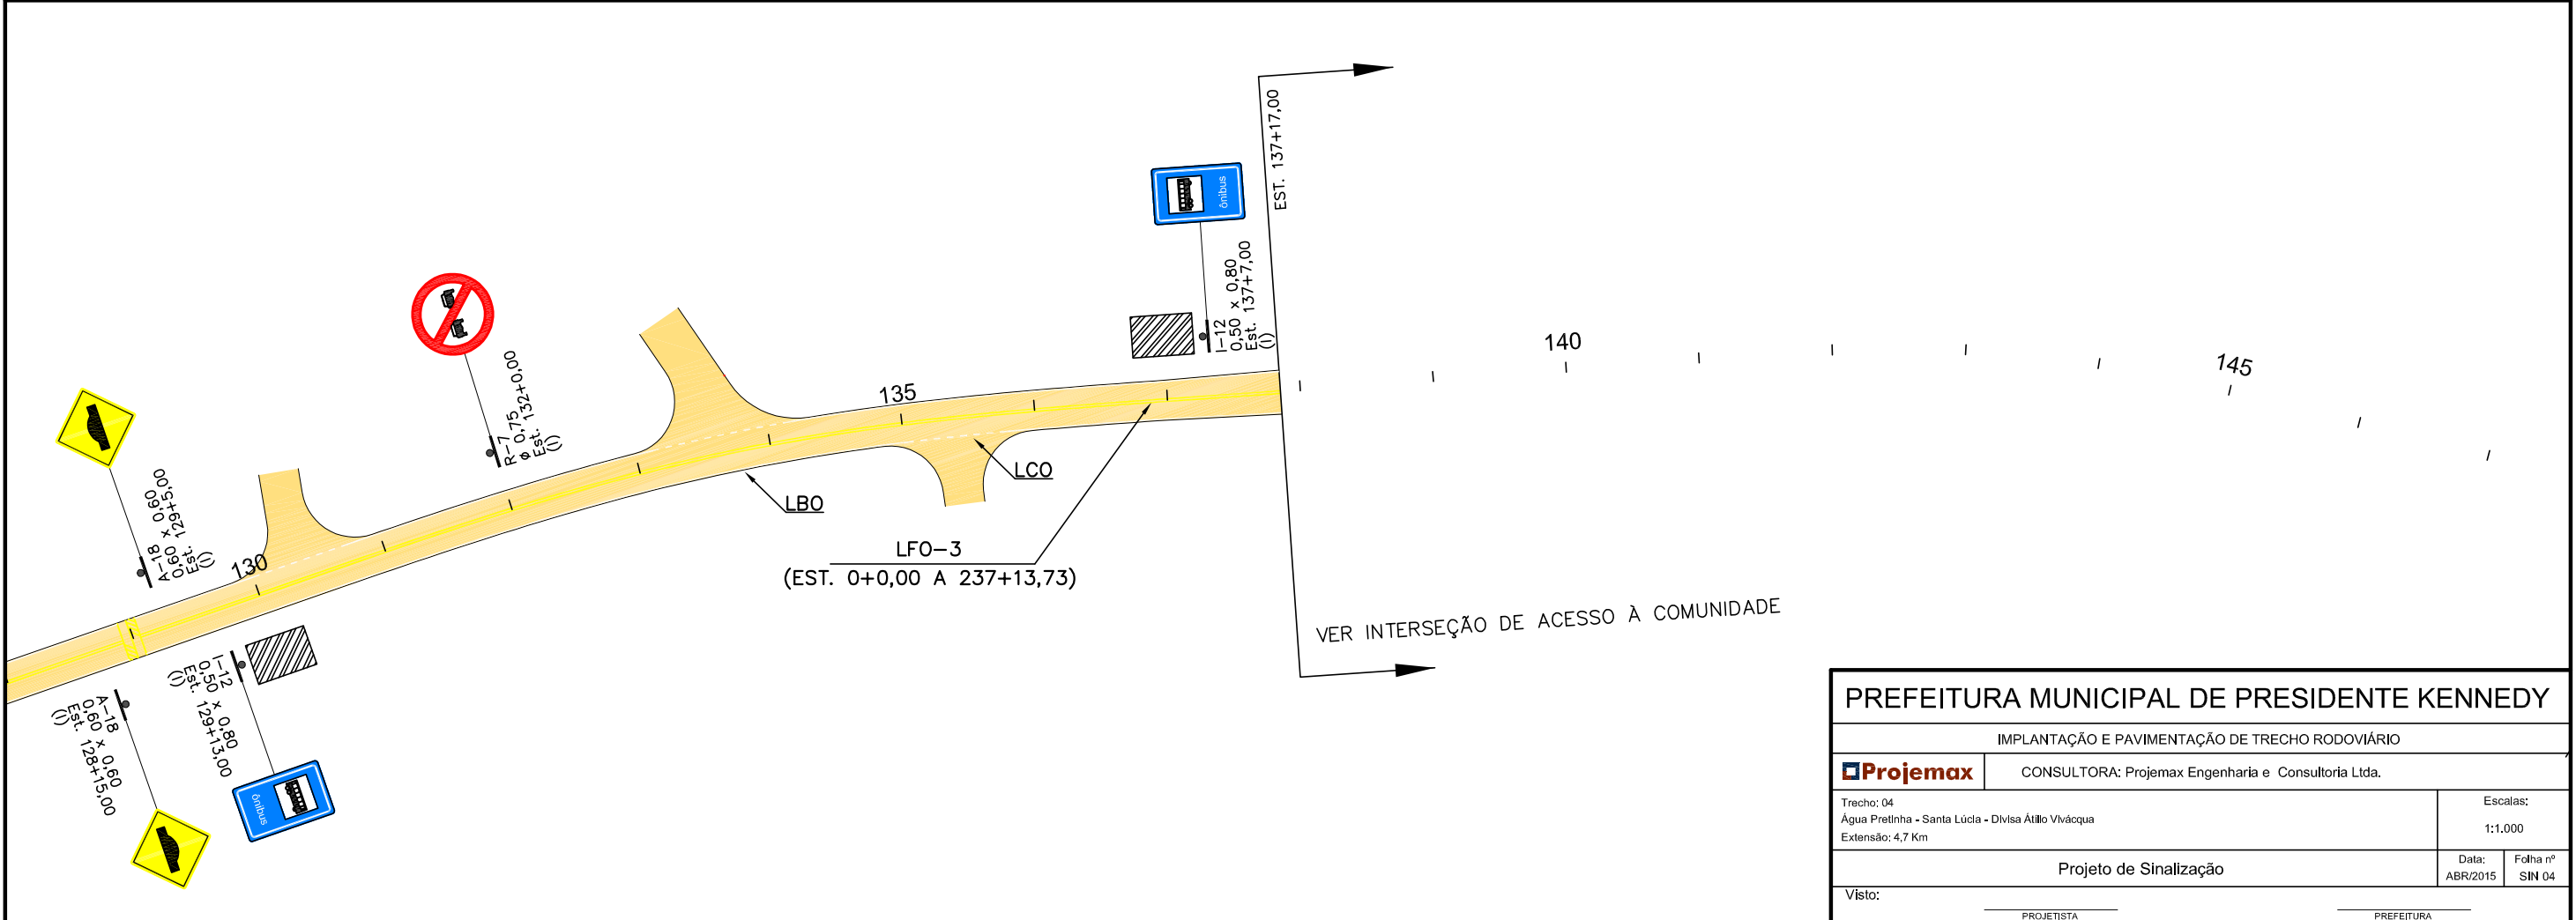 EST. 137+17,00
ônibus
I-12
0,50 x 0,80
Est. 137+7,00
(I)
R-7
ø 0,75
Est. 132+0,00
(I)
A-18
0,60 x 0,60
Est. 129+5,00
(I)
130
135
140
145
LBO
LCO
LFO-3
(EST. 0+0,00 A 237+13,73)
VER INTERSEÇÃO DE ACESSO À COMUNIDADE
I-12
0,50 x 0,80
Est. 129+13,00
(I)
ônibus
A-18
0,60 x 0,60
Est. 128+15,00
(I)
PREFEITURA MUNICIPAL DE PRESIDENTE KENNEDY
IMPLANTAÇÃO E PAVIMENTAÇÃO DE TRECHO RODOVIÁRIO
Projemax
CONSULTORA: Projemax Engenharia e Consultoria Ltda.
Trecho: 04
Água Pretinha - Santa Lúcia - Divisa Átilio Vivácqua
Extensão: 4,7 Km
Escalas:
1:1.000
Projeto de Sinalização
Data:
ABR/2015
Folha nº
SIN 04
Visto:
PROJETISTA
PREFEITURA